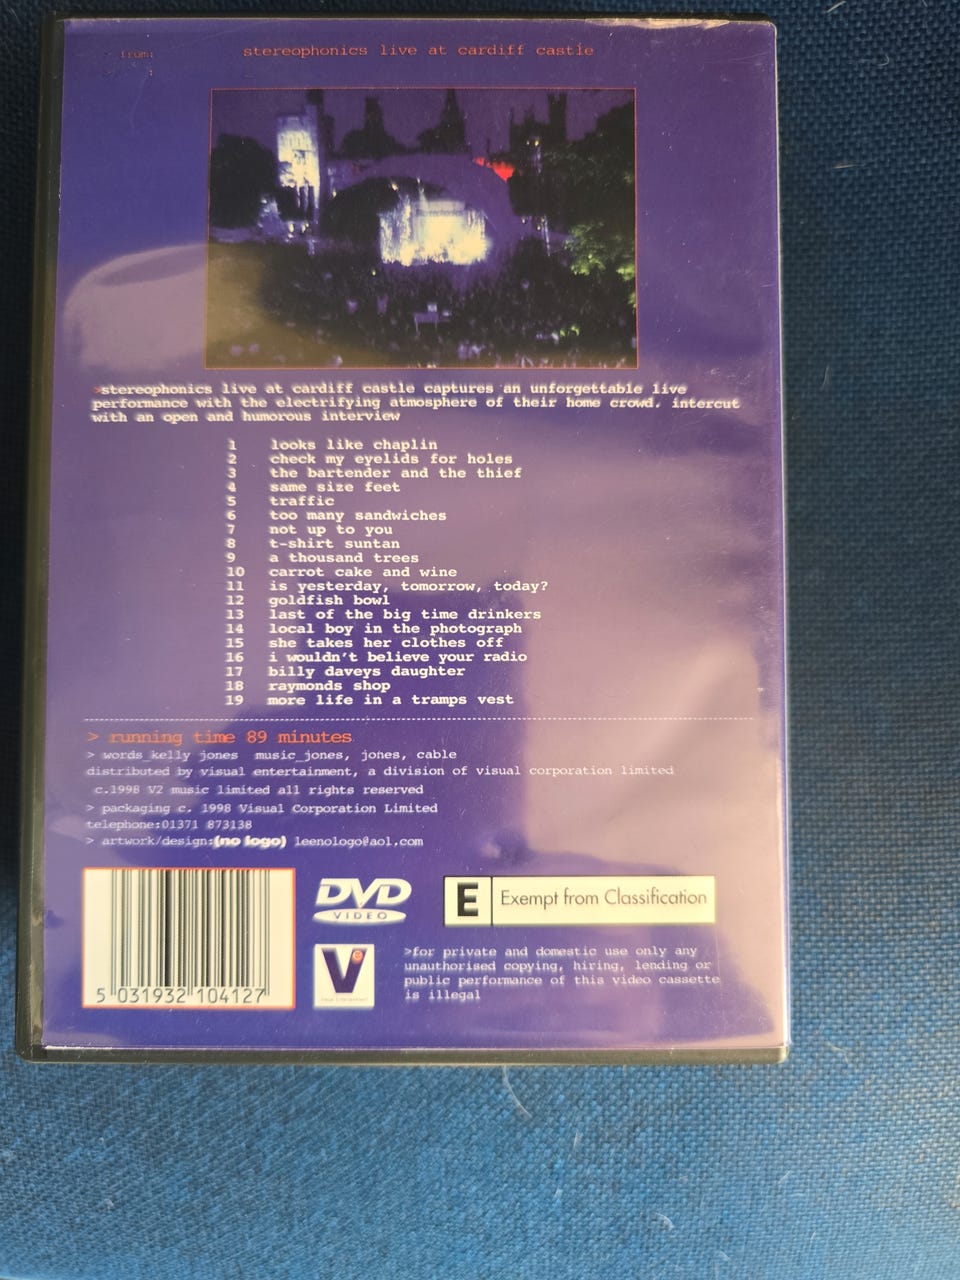 from:
stereophonics live at cardiff castle
>stereophonics live at cardiff castle captures an unforgettable live
performance with the electrifying atmosphere of their home crowd. intercut
with an open and humorous interview
1 looks like chaplin
2 check my eyelids for holes
3 the bartender and the thief
4 same size feet
5 traffic
6 too many sandwiches
7 not up to you
8 t-shirt suntan
9 a thousand trees
10 carrot cake and wine
11 is yesterday, tomorrow, today?
12 goldfish bowl
13 last of the big time drinkers
14 local boy in the photograph
15 she takes her clothes off
16 i wouldn't believe your radio
17 billy daveys daughter
18 raymonds shop
19 more life in a tramps vest
> running time 89 minutes
> words_kelly jones music_jones, jones, cable
distributed by visual entertainment, a division of visual corporation limited
c.1998 V2 music limited all rights reserved
> packaging c. 1998 Visual Corporation Limited
telephone:01371 873138
> artwork/design:(no logo) leenologo@aol.com
5 031932 104127
DVD
VIDEO
E Exempt from Classification
Ve
>for private and domestic use only any
unauthorised copying, hiring, lending or
public performance of this video cassette
is illegal